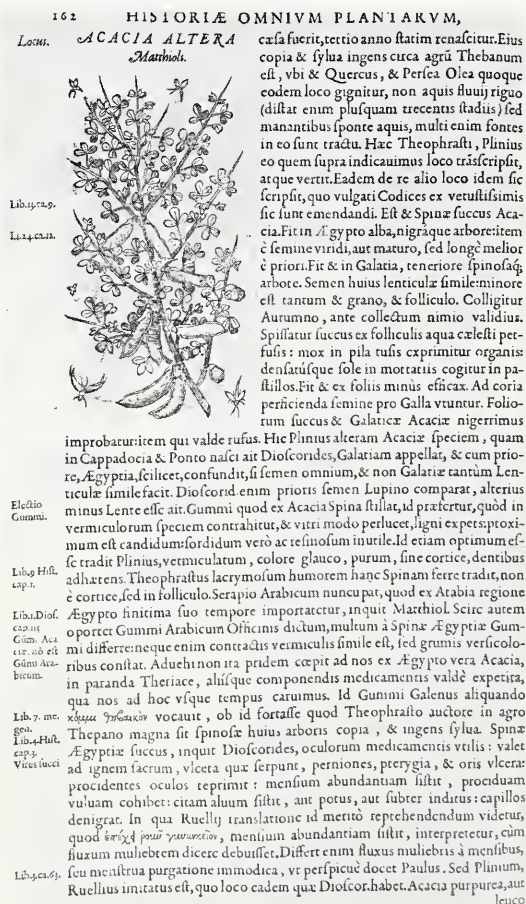 162 HISTORIÆ OMNIVM PLANTARVM,
Locus.
ACACIA ALTERA
Matthioli.
cæsa fuerit, tertio anno statim renascitur. Eius
copia & sylua ingens circa agrũ Thebanum
est, vbi & Quercus, & Persea Olea quoque
eodem loco gignitur, non aquis fluuij riguo
(distat enim plusquam trecentis stadiis) sed
manantibus sponte aquis, multi enim fontes
in eo sunt tractu. Hæc Theophrasti, Plinius
eo quem supra indicauimus loco trãscripsit,
atque vertit. Eadem de re alio loco idem sic
Lib.13.ca.9.
scripsit, quo vulgati Codices ex vetustissimis
sic sunt emendandi. Est & Spinæ succus Aca-
Li.24.ca.12.
cia. Fit in Ægypto alba, nigráque arbore: item
è semine viridi, aut maturo, sed longè melior
è priori. Fit & in Galatia, teneriore spinosaq́;
arbore. Semen huius lenticulæ simile: minore
est tantum & grano, & folliculo. Colligitur
Autumno, ante collectum nimio validius.
Spissatur succus ex folliculis aqua cælesti per-
fusis: mox in pila tusis exprimitur organis:
densatúsque sole in mortariis cogitur in pa-
stillos. Fit & ex foliis minùs efficax. Ad coria
perficienda semine pro Galla vtuntur. Folio-
rum succus & Galaticæ Acaciæ nigerrimus
improbatur: item qui valde rufus. Hic Plinius alteram Acaciæ speciem, quam
in Cappadocia & Ponto nasci ait Dioscorides, Galatiam appellat, & cum prio-
re, Ægyptia, scilicet, confundit, si semen omnium, & non Galatiæ tantùm Len-
ticulæ simile facit. Dioscorid. enim prioris semen Lupino comparat, alterius
Electio
Gummi.
minus Lente esse ait. Gummi quod ex Acacia Spina stillat, id præfertur, quòd in
vermiculorum speciem contrahitur, & vitri modo perlucet, ligni expers: proxi-
mum est candidum: sordidum verò ac resinosum inutile. Id etiam optimum es-
se tradit Plinius, vermiculatum, colore glauco, purum, sine cortice, dentibus
Lib.9 Hist.
cap.1.
adhærens. Theophrastus lacrymosum humorem hanc Spinam ferre tradit, non
è cortice, sed in folliculo. Serapio Arabicum nuncupat, quod ex Arabia regione
Lib.1.Diosc.
cap.115
Ægypto finitima suo tempore importaretur, inquit Matthiol. Scire autem
oportet Gummi Arabicum Officinis dictum, multum à Spinæ Ægyptiæ Gum-
Gũm. Aca
ciæ. nõ est
Gũmi Ara-
bicum.
mi differre: neque enim contractis vermiculis simile est, sed grumis versicolo-
ribus constat. Aduehi non ita pridem cœpit ad nos ex Ægypto vera Acacia,
in paranda Theriace, aliisque componendis medicamentis valdè expetita,
qua nos ad hoc vsque tempus caruimus. Id Gummi Galenus aliquando
Lib. 7. me.
gen.
κόμμι θηβαικὸν vocauit, ob id fortasse quod Theophrasto auctore in agro
Lib.4.Hist.
cap.3.
Vires succi
Thepano magna sit spinosæ huius arboris copia, & ingens sylua. Spinæ
Ægyptiæ succus, inquit Dioscorides, oculorum medicamentis vtilis: valet
ad ignem sacrum, vlcera quæ serpunt, perniones, pterygia, & oris vlcera:
procidentes oculos reprimit: mensium abundantiam sistit, prociduam
vuluam cohibet: citam aluum sistit, aut potus, aut subter inditus: capillos
denigrat. In qua Ruellij translatione id meritò reprehendendum videtur,
quod ἐπέχει ροῦν γυναικεῖον, mensium abundantiam sistit, interpretetur, cùm
fluxum muliebrem dicere debuisset. Differt enim fluxus muliebris à mensibus,
Lib.3.ca.63.
seu menstrua purgatione immodica, vt perspicuè docet Paulus. Sed Plinium,
Ruellius imitatus est, quo loco eadem quæ Dioscor. habet. Acacia purpurea, aut
leuco